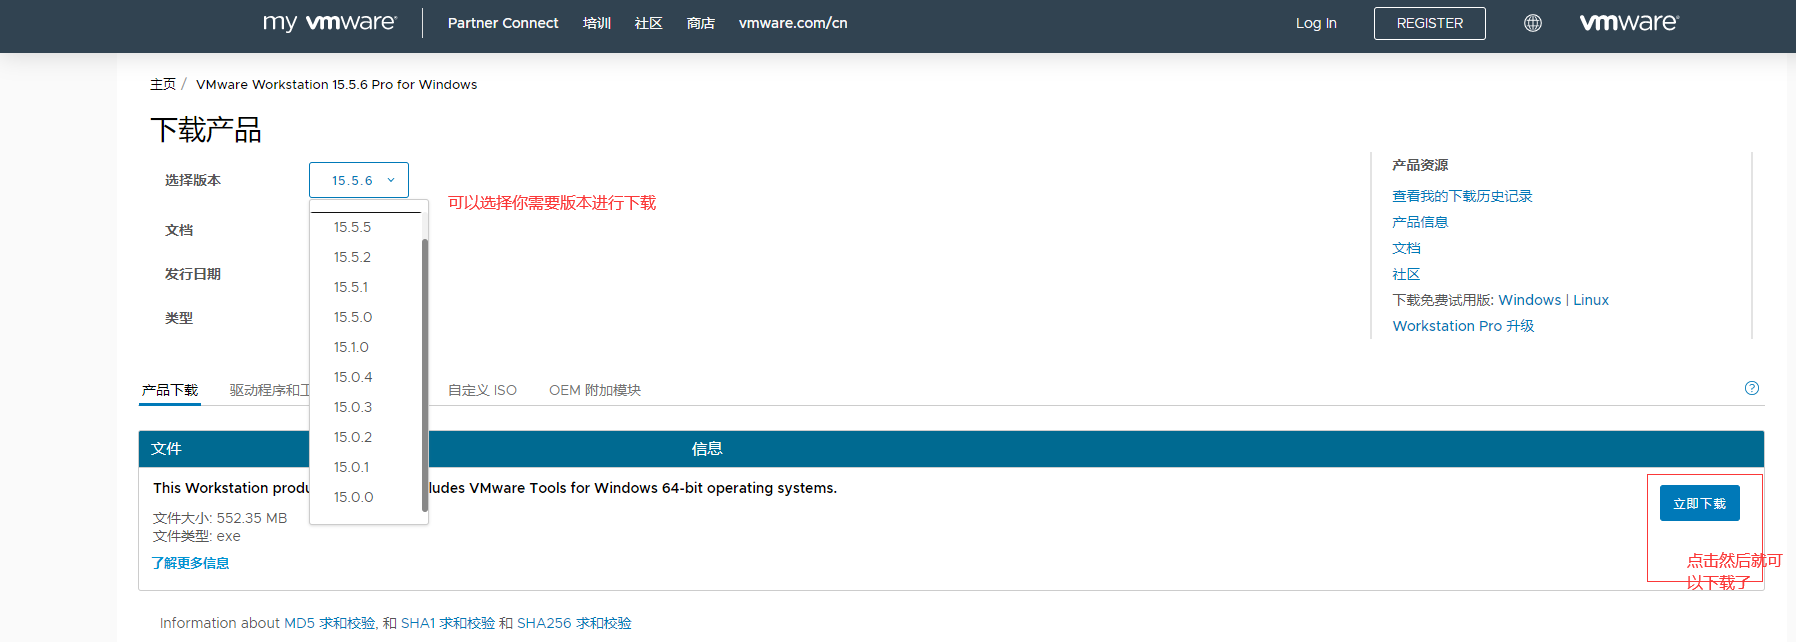 my vmware Partner Connect 培训 社区 商店 vmware.com/cn Log In REGISTER vmware
主页 / VMware Workstation 15.5.6 Pro for Windows
下载产品
选择版本 15.5.6
可以选择你需要版本进行下载
15.5.5
15.5.2
15.5.1
15.5.0
15.1.0
15.0.4
15.0.3
15.0.2
15.0.1
15.0.0
文档
发行日期
类型
产品资源
查看我的下载历史记录
产品信息
文档
社区
下载免费试用版: Windows | Linux
Workstation Pro 升级
产品下载 驱动程序和工 自定义 ISO OEM 附加模块
文件 信息
This Workstation produ ludes VMware Tools for Windows 64-bit operating systems.
文件大小: 552.35 MB
文件类型: exe
了解更多信息
立即下载
点击然后就可
以下载了
Information about MD5 求和校验, 和 SHA1 求和校验 和 SHA256 求和校验